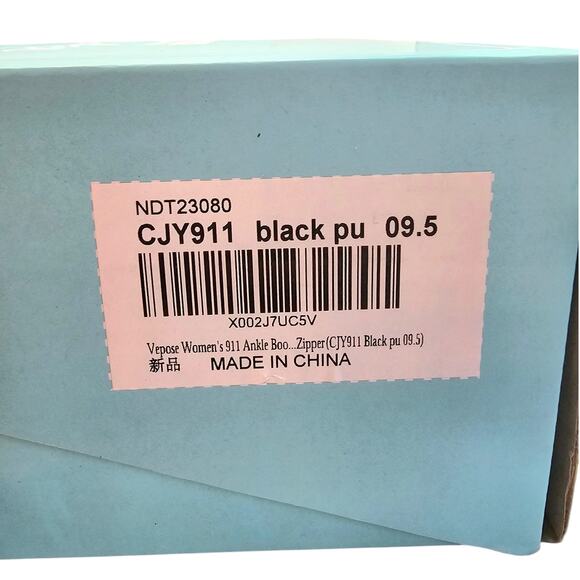 NDT23080
CJY911 black pu 09.5
X002J7UC5V
Vepose Women's 911 Ankle Boo...Zipper(CJY911 Black pu 09.5)
新品 MADE IN CHINA